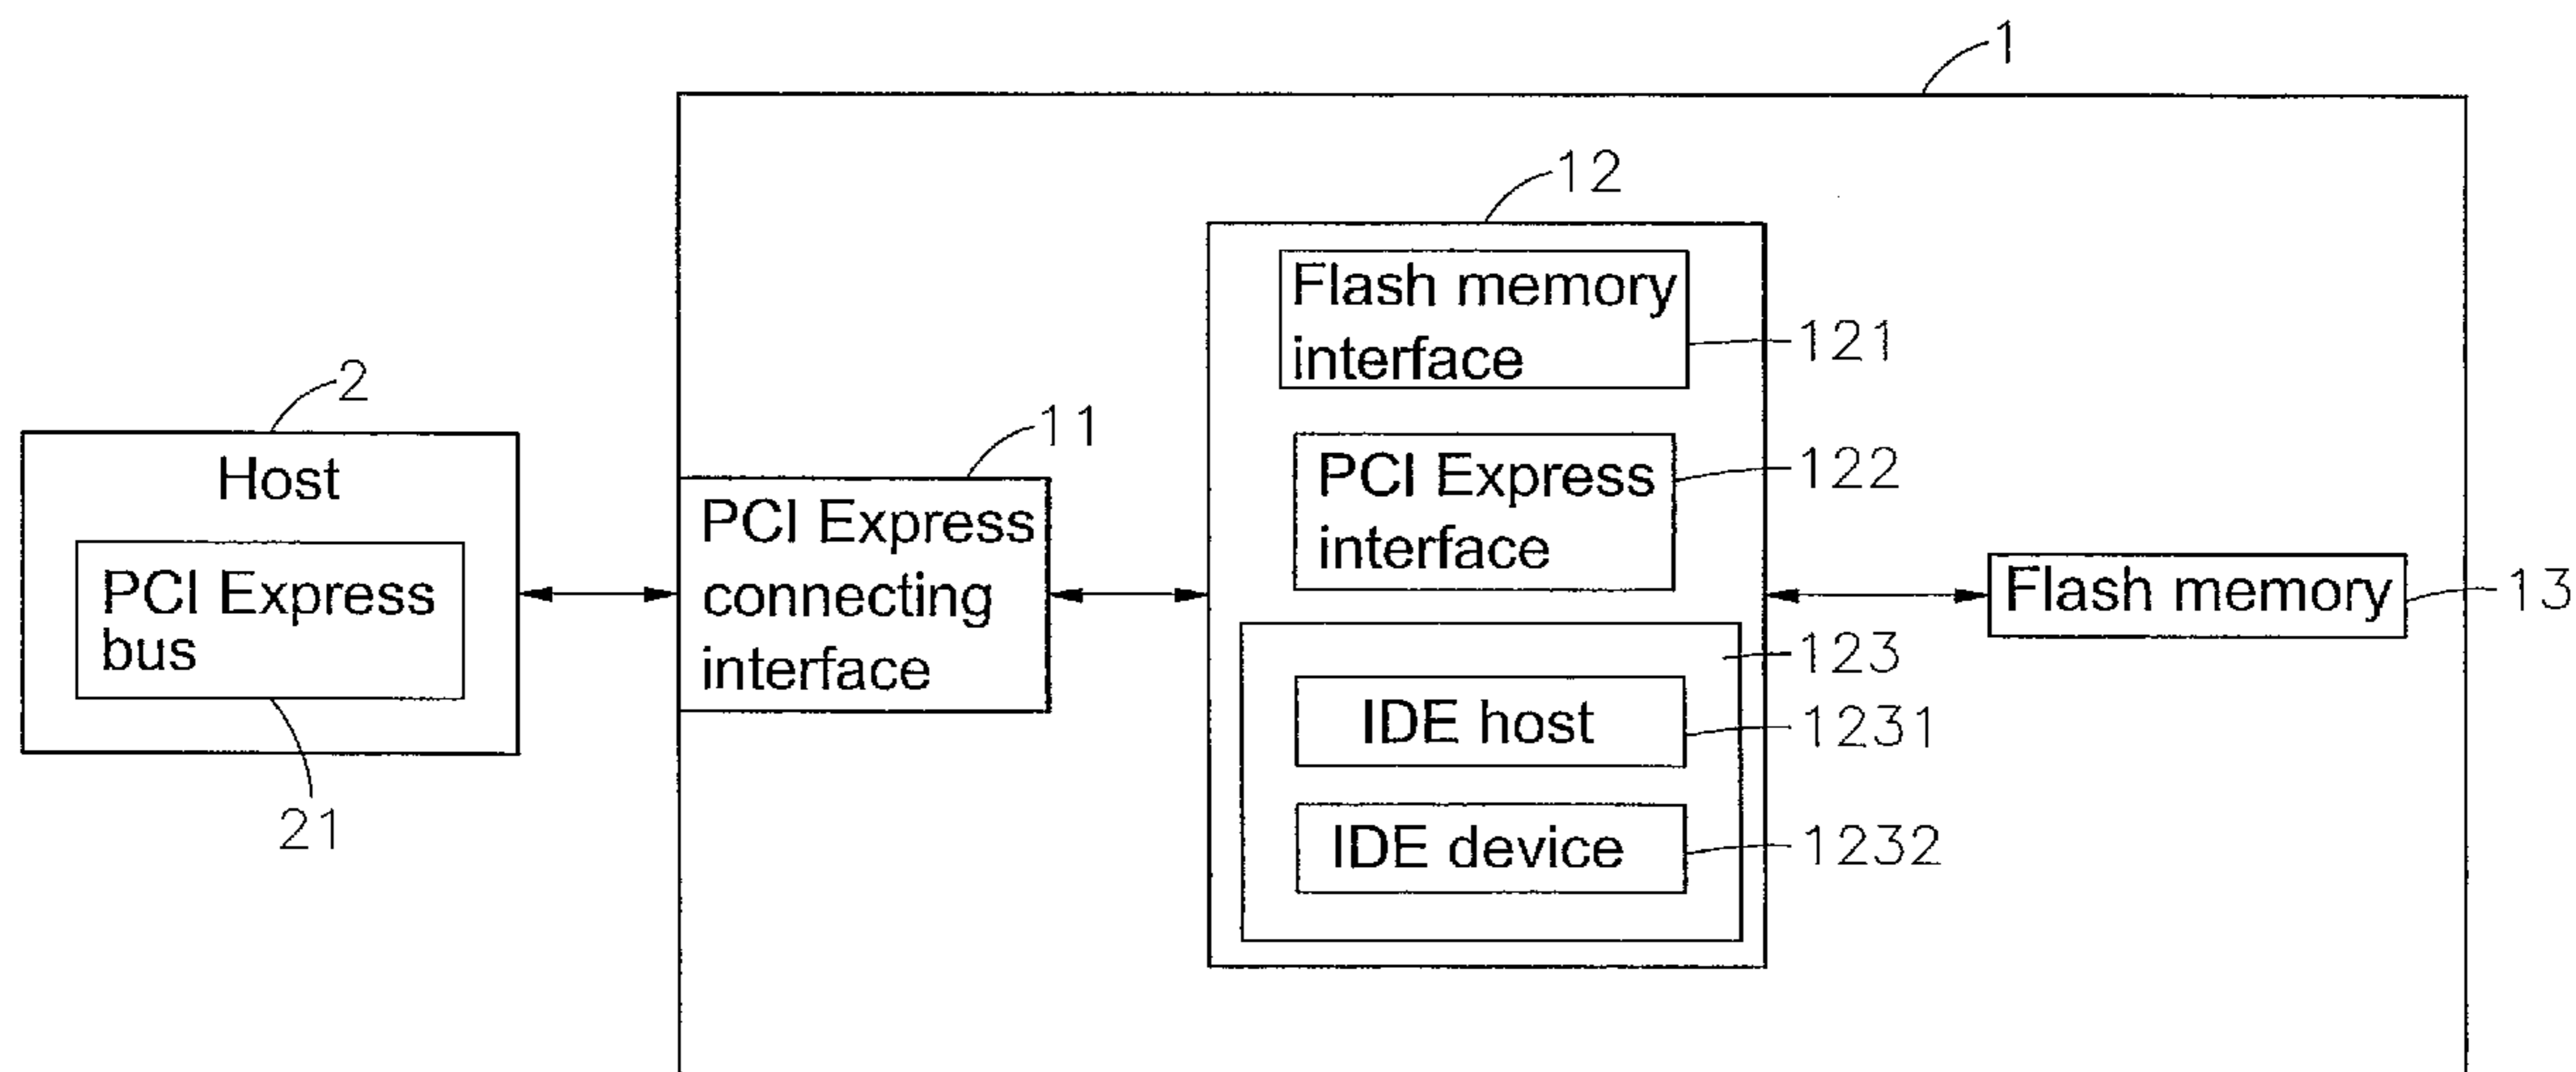 1
12
Flash memory
interface
121
2
11
Host
PCI Express
interface
122
PCI Express
connecting
interface
PCI Express
bus
Flash memory
13
123
IDE host
1231
21
IDE device
1232